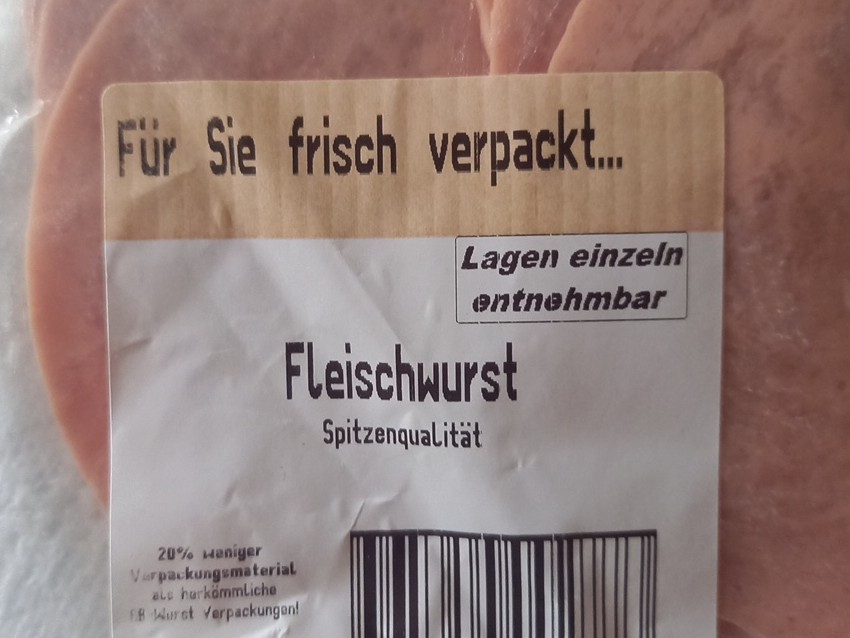 Für Sie frisch verpackt...
Lagen einzeln
entnehmbar
Fleischwurst
Spitzenqualität
20% weniger
Verpackungsmaterial
als herkömmliche
SB-Wurst Verpackungen!